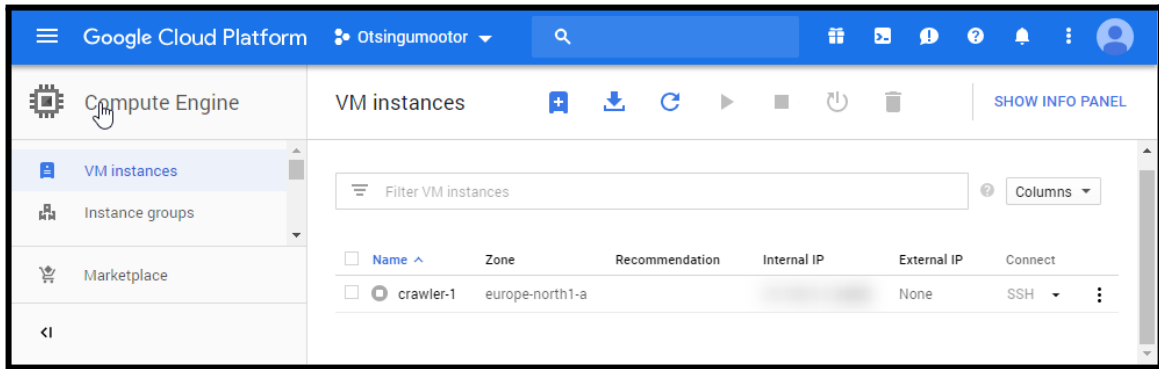 Google Cloud Platform Otsingumootor
Compute Engine VM instances SHOW INFO PANEL
VM instances
Instance groups
Marketplace
Filter VM instances Columns
Name Zone Recommendation Internal IP External IP Connect
crawler-1 europe-north1-a None SSH